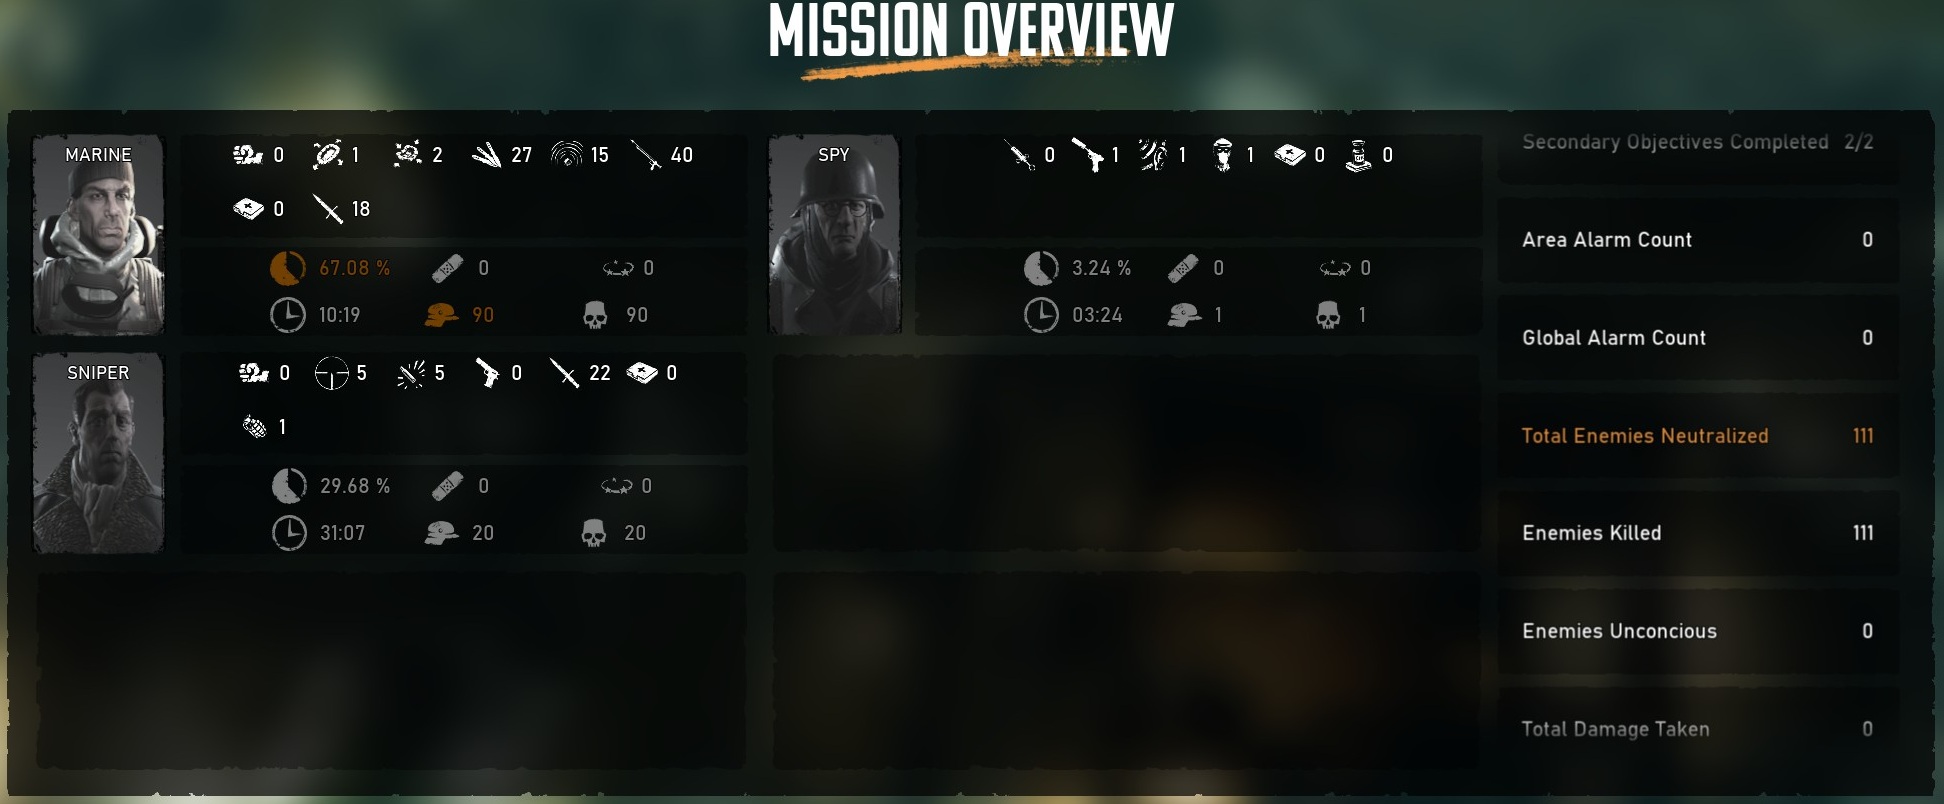 MISSION OVERVIEW
MARINE
0 1 2 27 15 40
0 18
67.08 % 0 0
10:19 90 90
SPY
0 1 1 1 0 0
3.24 % 0 0
03:24 1 1
SNIPER
0 5 5 0 22 0
1
29.68 % 0 0
31:07 20 20
Secondary Objectives Completed 2/2
Area Alarm Count 0
Global Alarm Count 0
Total Enemies Neutralized 111
Enemies Killed 111
Enemies Unconcious 0
Total Damage Taken 0